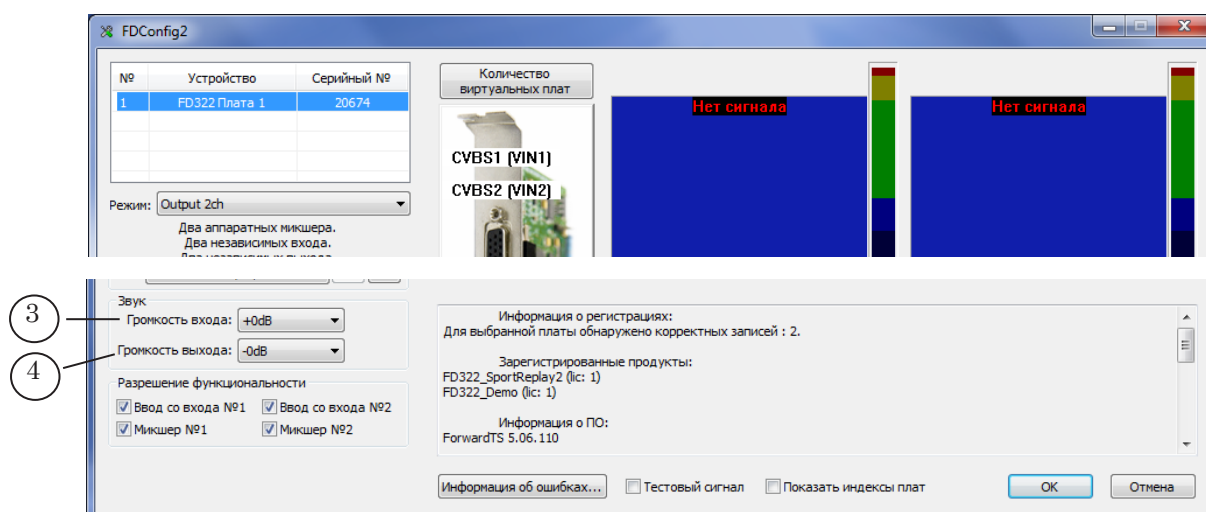 FDConfig2
№ Устройство Серийный №
1 FD322 Плата 1 20674
Количество
виртуальных плат
Нет сигнала
Нет сигнала
CVBS1 (VIN1)
CVBS2 (VIN2)
Режим: Output 2ch
Два аппаратных микшера.
Два независимых входа.
Два независимых выхода.
Звук
3
Громкость входа: +0dB
Громкость выхода: -0dB
4
Разрешение функциональности
Ввод со входа №1 Ввод со входа №2
Микшер №1 Микшер №2
Информация о регистрациях:
Для выбранной платы обнаружено корректных записей : 2.
Зарегистрированные продукты:
FD322_SportReplay2 (lic: 1)
FD322_Demo (lic: 1)
Информация о ПО:
ForwardTS 5.06.110
Информация об ошибках... Тестовый сигнал Показать индексы плат OK Отмена